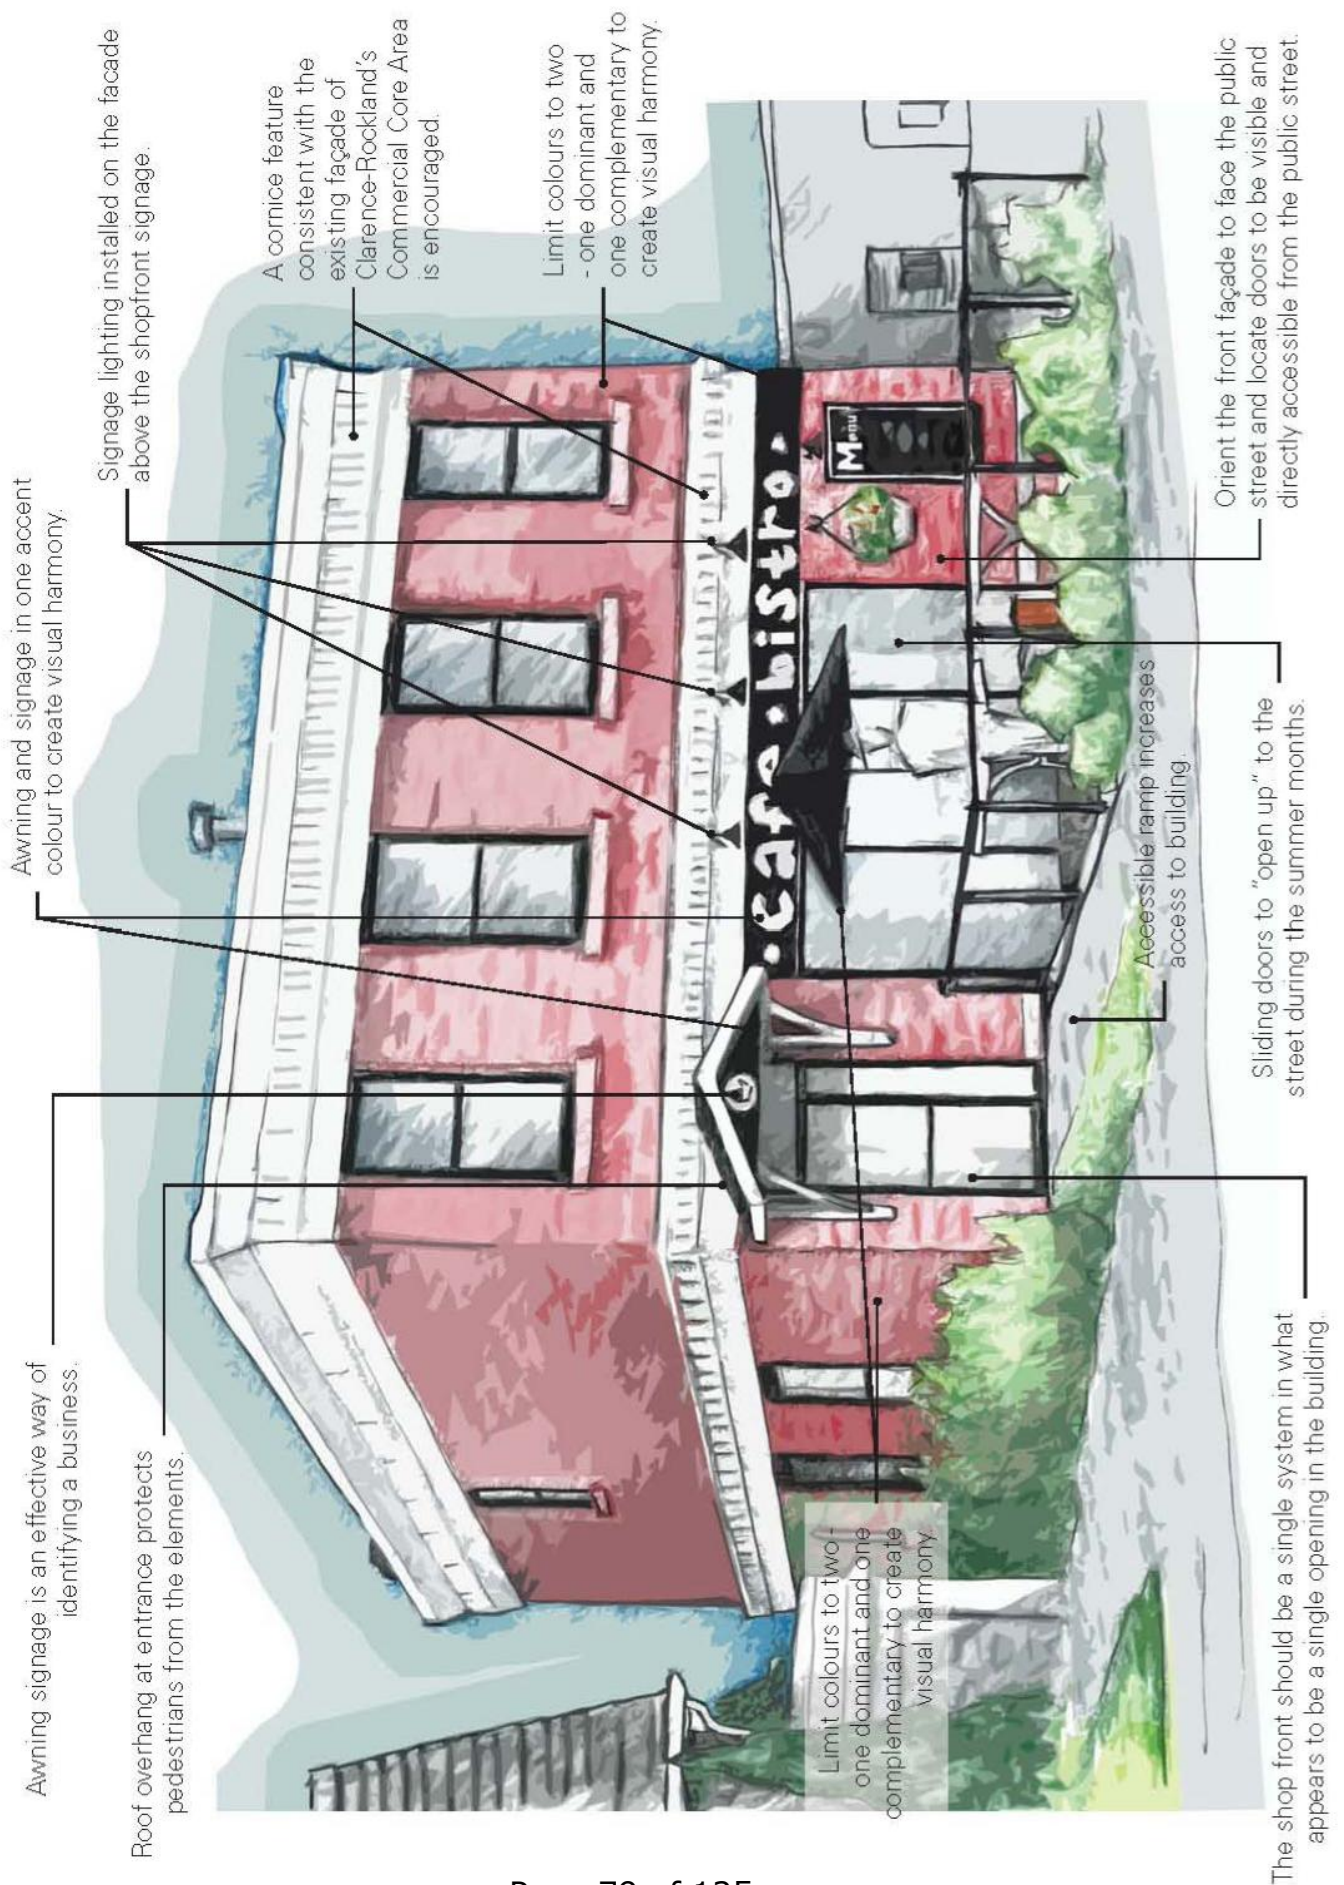 Awning signage is an effective way of
identifying a business.
Roof overhang at entrance protects
pedestrians from the elements.
Awning and signage in one accent
colour to create visual harmony.
Signage lighting installed on the facade
above the shopfront signage.
A cornice feature
consistent with the
existing façade of
Clarence-Rockland's
Commercial Core Area
is encouraged.
Limit colours to two
- one dominant and
one complementary to
create visual harmony.
·Cafe·bistro·
Menu
Limit colours to two-
one dominant and one
complementary to create
visual harmony.
Accessible ramp increases
access to building.
Orient the front façade to face the public
street and locate doors to be visible and
directly accessible from the public street.
Sliding doors to "open up" to the
street during the summer months.
The shop front should be a single system in what
appears to be a single opening in the building.